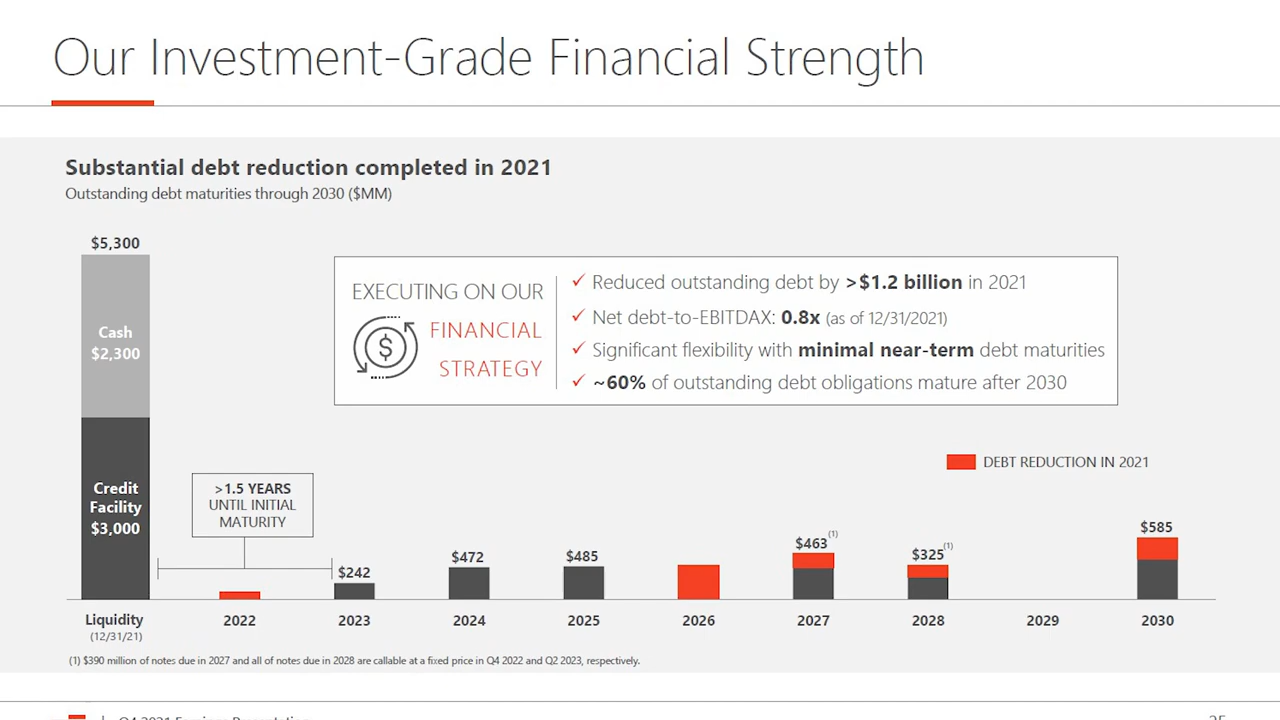 Our Investment-Grade Financial Strength
Substantial debt reduction completed in 2021
Outstanding debt maturities through 2030 ($MM)
$5,300
Cash
$2,300
Credit
Facility
$3,000
EXECUTING ON OUR
FINANCIAL
STRATEGY
✓ Reduced outstanding debt by >$1.2 billion in 2021
✓ Net debt-to-EBITDAX: 0.8x (as of 12/31/2021)
✓ Significant flexibility with minimal near-term debt maturities
✓ ~60% of outstanding debt obligations mature after 2030
DEBT REDUCTION IN 2021
>1.5 YEARS
UNTIL INITIAL
MATURITY
$242
$472
$485
$463(1)
$325(1)
$585
Liquidity
(12/31/21)
2022
2023
2024
2025
2026
2027
2028
2029
2030
(1) $390 million of notes due in 2027 and all of notes due in 2028 are callable at a fixed price in Q4 2022 and Q2 2023, respectively.
Q4 2021 Earnings Presentation